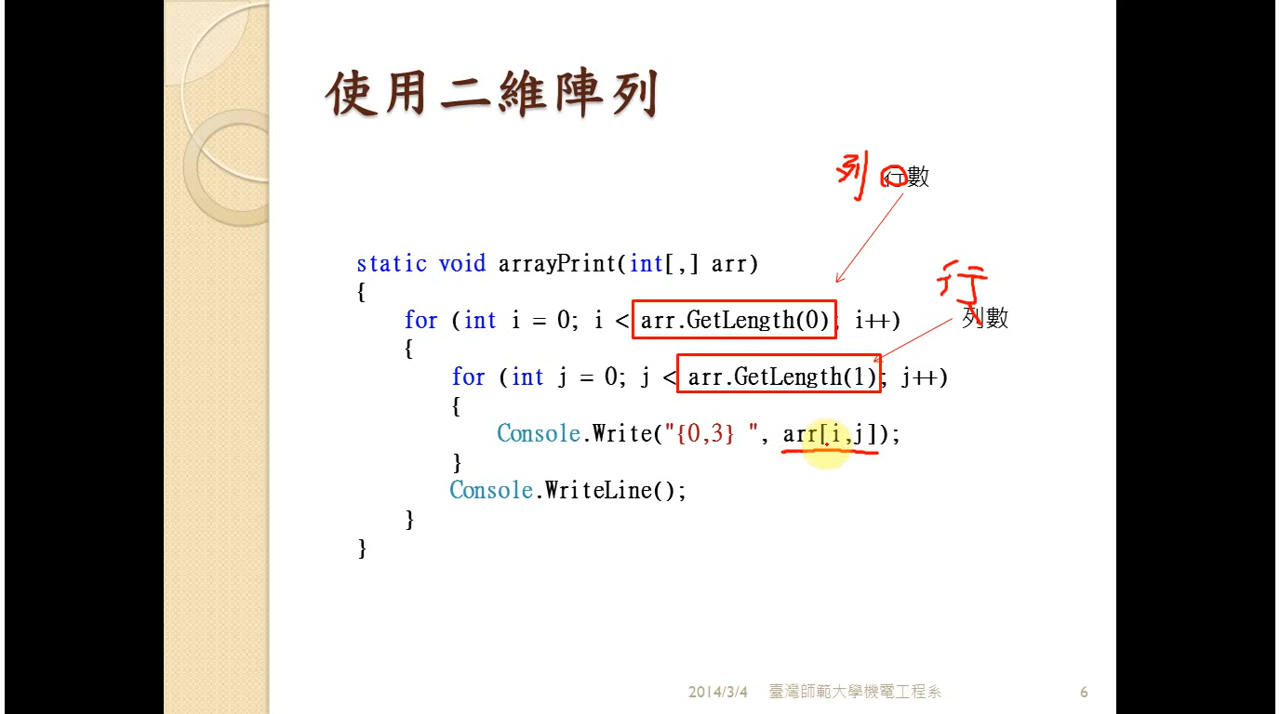 使用二維陣列
列 行數
static void arrayPrint(int[,] arr)
{
行
for (int i = 0; i < arr.GetLength(0); i++)
列數
{
for (int j = 0; j < arr.GetLength(1); j++)
{
Console.Write("{0,3} ", arr[i,j]);
}
Console.WriteLine();
}
}
2014/3/4 臺灣師範大學機電工程系 6